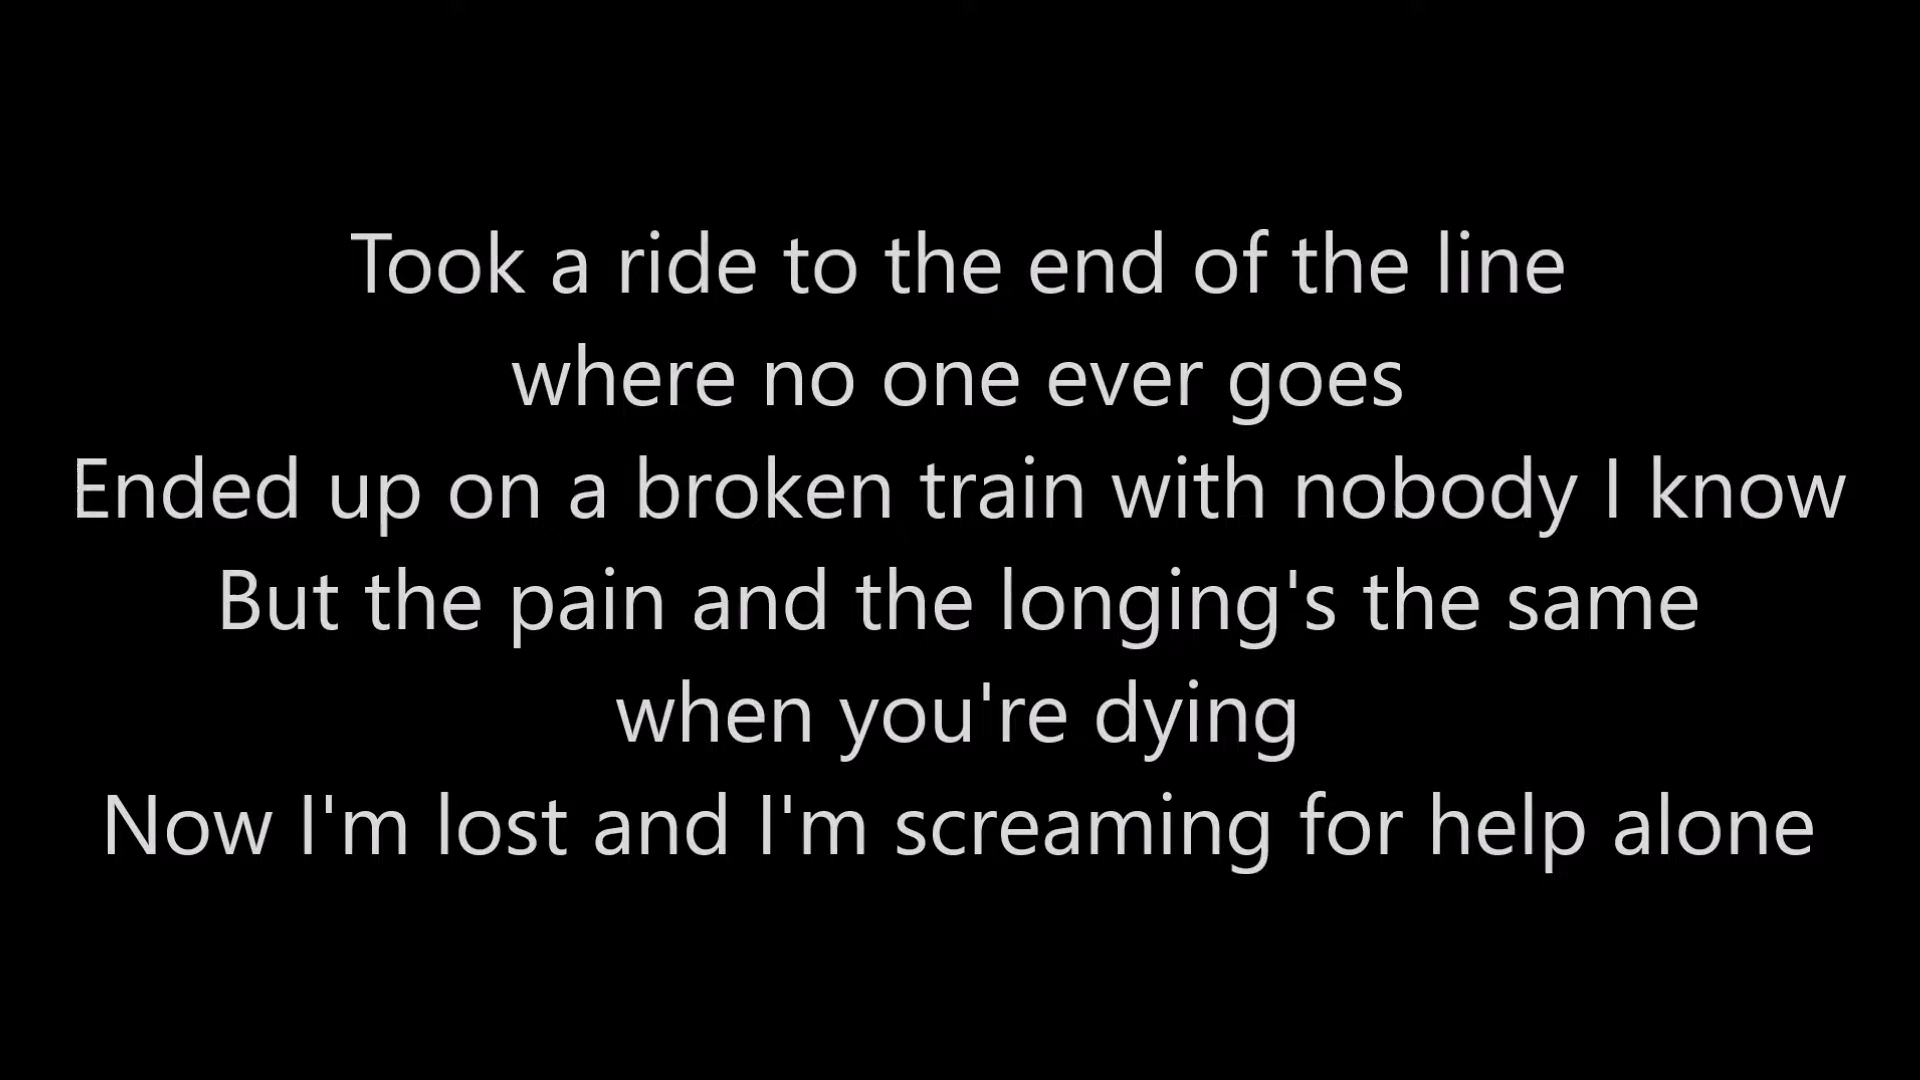 Took a ride to the end of the line
where no one ever goes
Ended up on a broken train with nobody I know
But the pain and the longing's the same
when you're dying
Now I'm lost and I'm screaming for help alone